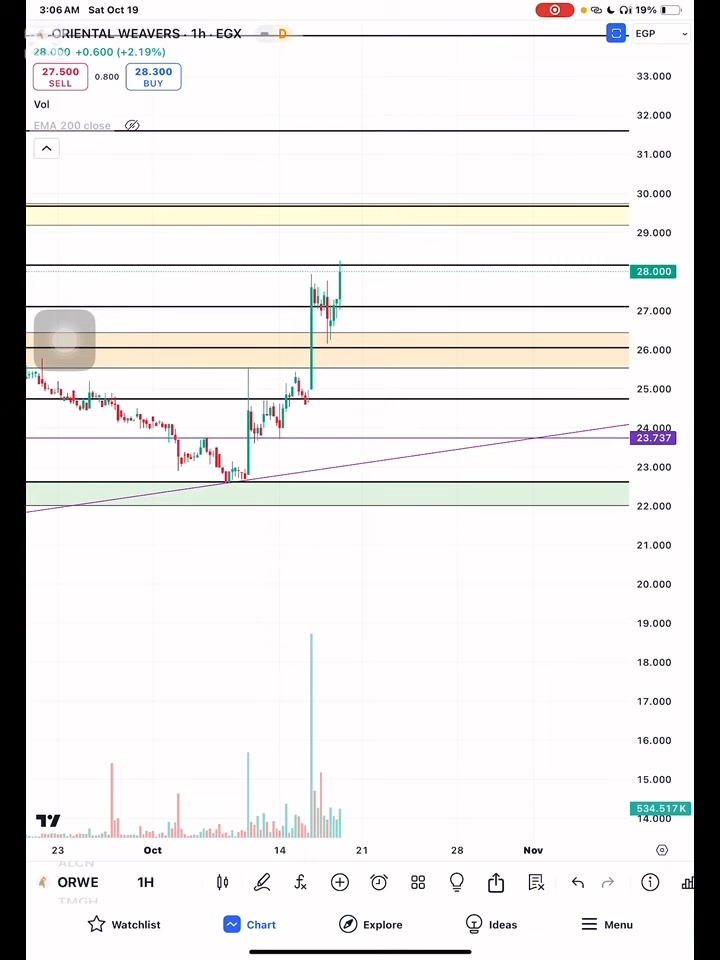 3:06 AM Sat Oct 19 19%
ORIENTAL WEAVERS · 1h · EGX D EGP
28.000 +0.600 (+2.19%)
27.500 0.800 28.300
SELL BUY
Vol
EMA 200 close
33.000
32.000
31.000
30.000
29.000
28.000
27.000
26.000
25.000
24.000
23.737
23.000
22.000
21.000
20.000
19.000
18.000
17.000
16.000
15.000
534.517K
14.000
23 Oct 14 21 28 Nov
ALCN
ORWE 1H
TMGH
Watchlist Chart Explore Ideas Menu